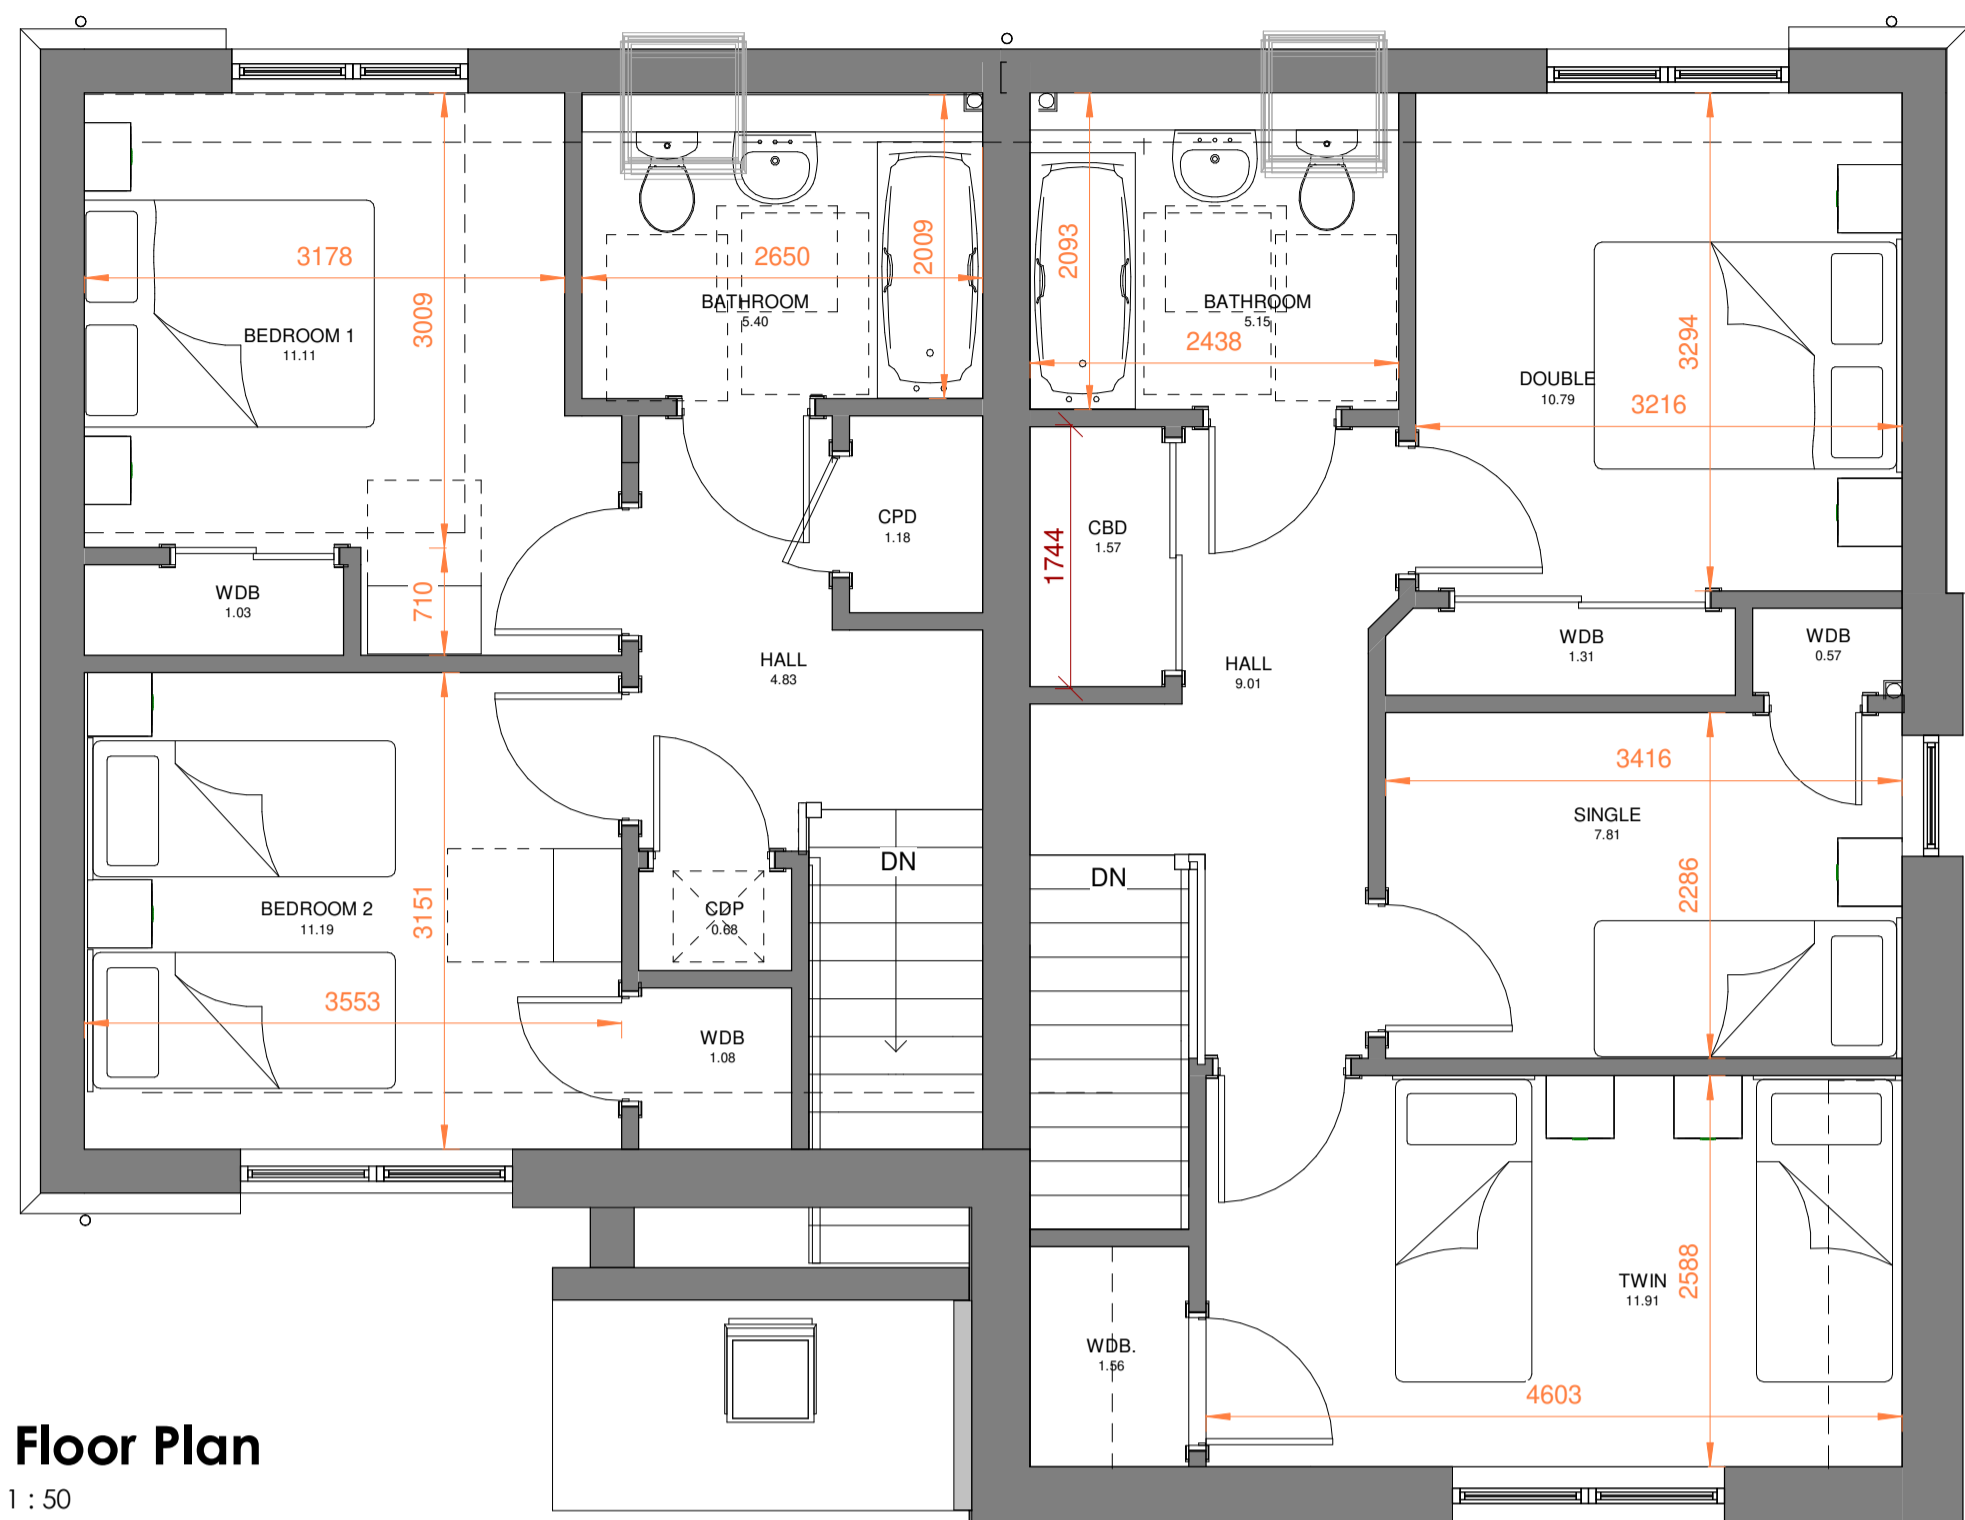 3178
3009
BEDROOM 1
11.11
710
WDB
1.03
2650
2009
BATHROOM
5.40
CPD
1.18
HALL
4.83
BEDROOM 2
11.19
3151
3553
CDP
0.68
WDB
1.08
DN
2093
BATHROOM
5.15
2438
CBD
1.57
1744
HALL
9.01
DN
DOUBLE
10.79
3294
3216
WDB
1.31
WDB
0.57
3416
SINGLE
7.81
2286
TWIN
11.91
2588
4603
WDB.
1.56
Floor Plan
1 : 50